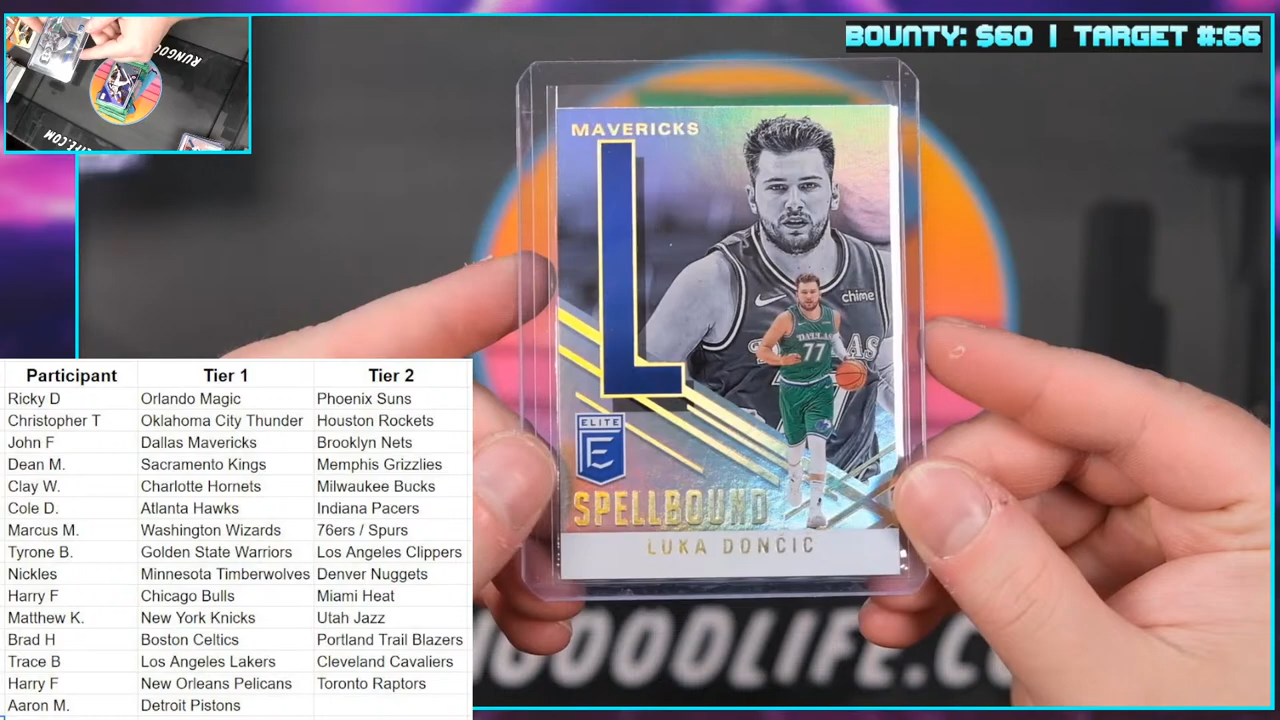 BOUNTY: $60 | TARGET #:66
RUNGOOD
LIFE.COM
MAVERICKS
L
chime
DALLAS
77
ELITE
E
SPELLBOUND
LUKA DONČIĆ
Participant Tier 1 Tier 2
Ricky D Orlando Magic Phoenix Suns
Christopher T Oklahoma City Thunder Houston Rockets
John F Dallas Mavericks Brooklyn Nets
Dean M. Sacramento Kings Memphis Grizzlies
Clay W. Charlotte Hornets Milwaukee Bucks
Cole D. Atlanta Hawks Indiana Pacers
Marcus M. Washington Wizards 76ers / Spurs
Tyrone B. Golden State Warriors Los Angeles Clippers
Nickles Minnesota Timberwolves Denver Nuggets
Harry F Chicago Bulls Miami Heat
Matthew K. New York Knicks Utah Jazz
Brad H Boston Celtics Portland Trail Blazers
Trace B Los Angeles Lakers Cleveland Cavaliers
Harry F New Orleans Pelicans Toronto Raptors
Aaron M. Detroit Pistons